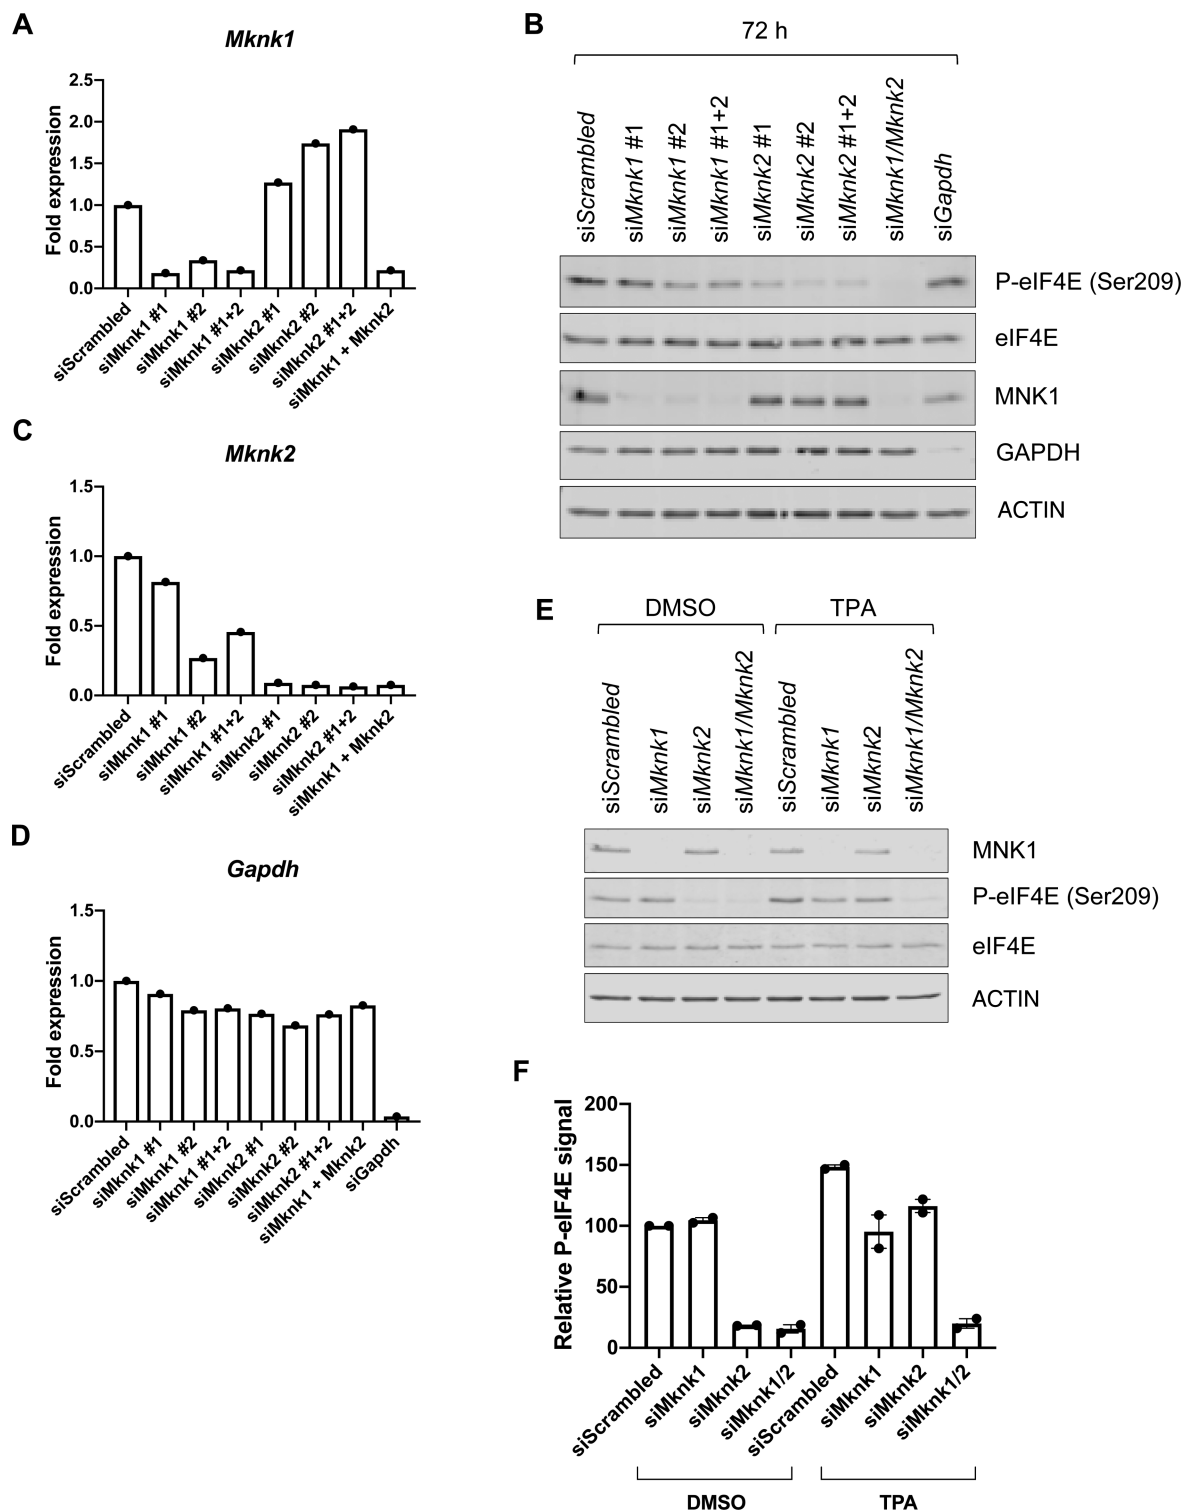 A
Mknk1
Fold expression
2.5
2.0
1.5
1.0
0.5
0.0
siScrambled
siMknk1 #1
siMknk1 #2
siMknk1 #1+2
siMknk2 #1
siMknk2 #2
siMknk2 #1+2
siMknk1 + Mknk2
B
72 h
siScrambled
siMknk1 #1
siMknk1 #2
siMknk1 #1+2
siMknk2 #1
siMknk2 #2
siMknk2 #1+2
siMknk1/Mknk2
siGapdh
P-eIF4E (Ser209)
eIF4E
MNK1
GAPDH
ACTIN
C
Mknk2
Fold expression
1.5
1.0
0.5
0.0
siScrambled
siMknk1 #1
siMknk1 #2
siMknk1 #1+2
siMknk2 #1
siMknk2 #2
siMknk2 #1+2
siMknk1 + Mknk2
D
Gapdh
Fold expression
1.5
1.0
0.5
0.0
siScrambled
siMknk1 #1
siMknk1 #2
siMknk1 #1+2
siMknk2 #1
siMknk2 #2
siMknk2 #1+2
siMknk1 + Mknk2
siGapdh
E
DMSO
TPA
siScrambled
siMknk1
siMknk2
siMknk1/Mknk2
siScrambled
siMknk1
siMknk2
siMknk1/Mknk2
MNK1
P-eIF4E (Ser209)
eIF4E
ACTIN
F
Relative P-eIF4E signal
200
150
100
50
0
siScrambled
siMknk1
siMknk2
siMknk1/2
siScrambled
siMknk1
siMknk2
siMknk1/2
DMSO
TPA